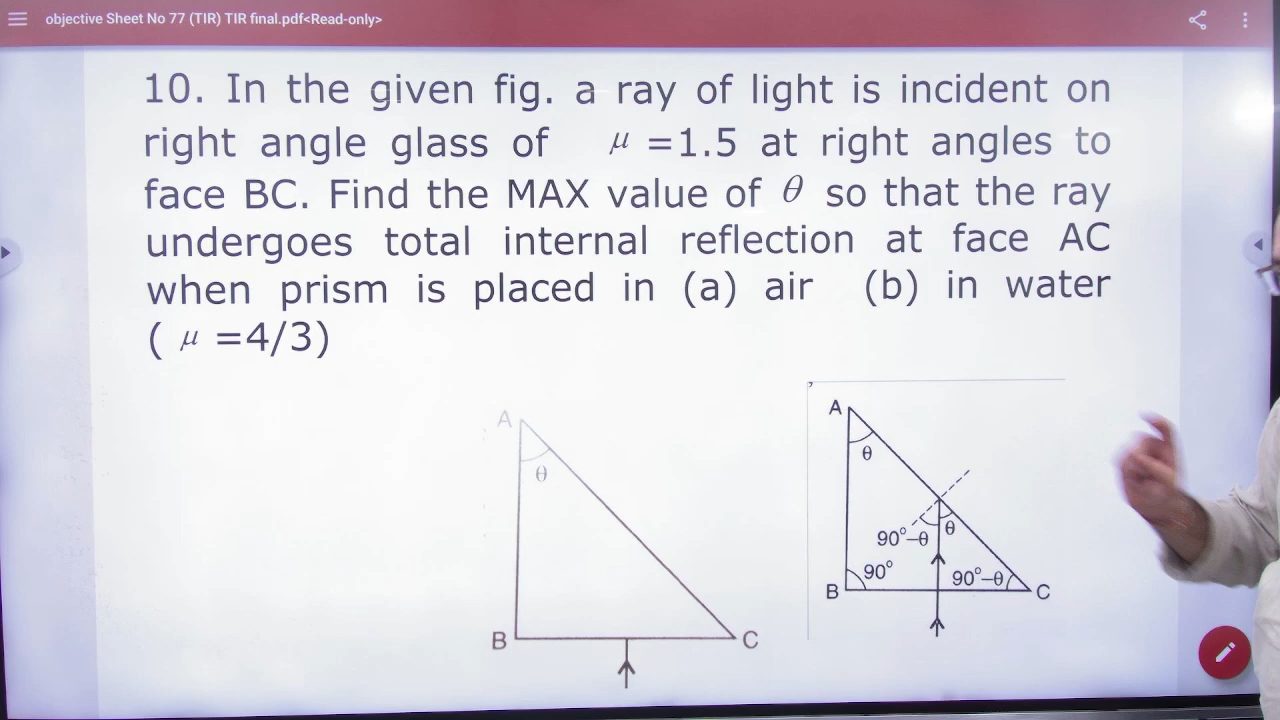 objective Sheet No 77 (TIR) TIR final.pdf<Read-only>
10. In the given fig. a ray of light is incident on
right angle glass of μ =1.5 at right angles to
face BC. Find the MAX value of θ so that the ray
undergoes total internal reflection at face AC
when prism is placed in (a) air (b) in water
( μ =4/3)
A
θ
B
C
A
θ
90°–θ
θ
90°
90°–θ
B
C